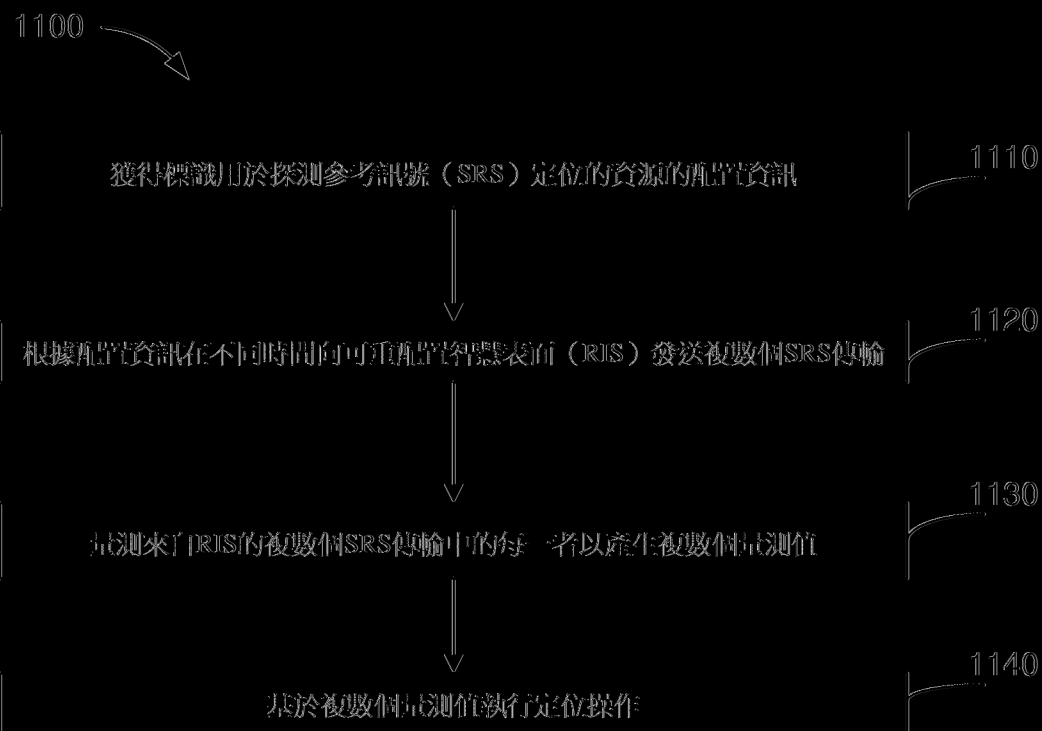 1100
獲得標識用於探測參考訊號（SRS）定位的資源的配置資訊
1110
根據配置資訊在不同時間向可重配置智慧表面（RIS）發送複數個SRS傳輸
1120
量測來自RIS的複數個SRS傳輸中的每一者以產生複數個量測值
1130
基於複數個量測值執行定位操作
1140